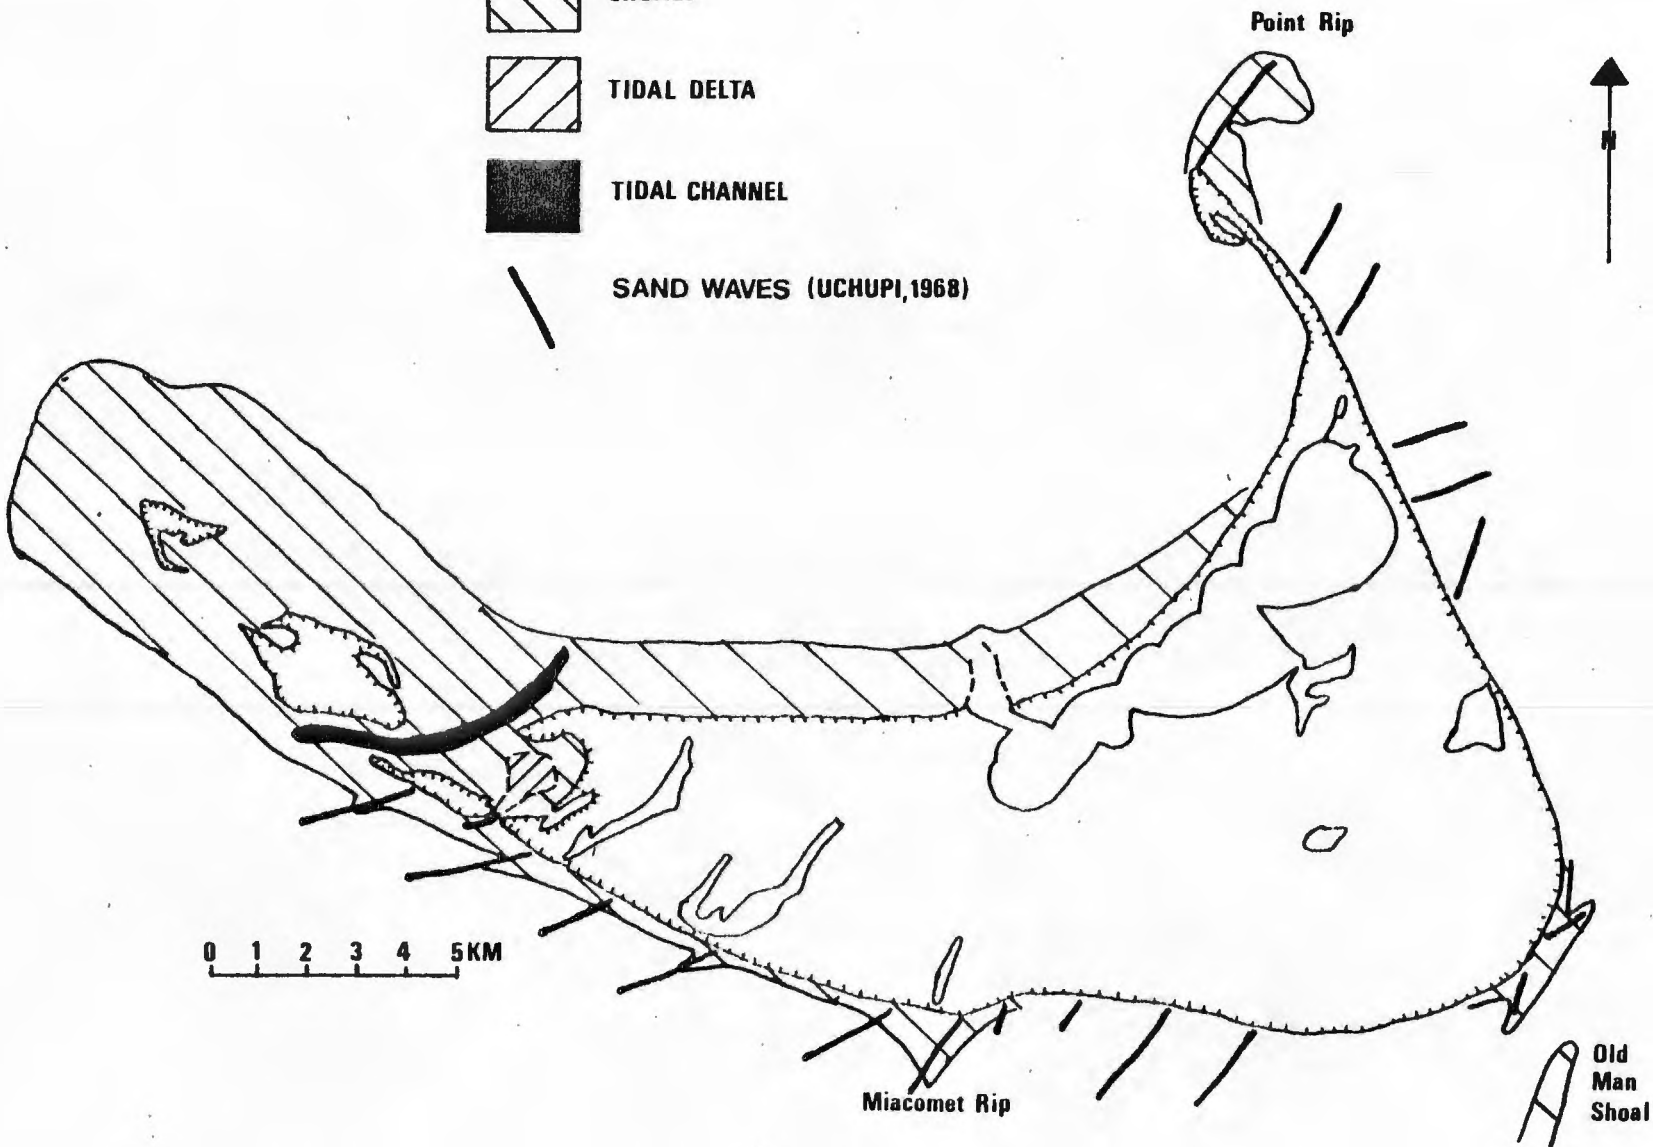 Point Rip
TIDAL DELTA
N
TIDAL CHANNEL
SAND WAVES (UCHUPI,1968)
0 1 2 3 4 5KM
Old
Man
Shoal
Miacomet Rip